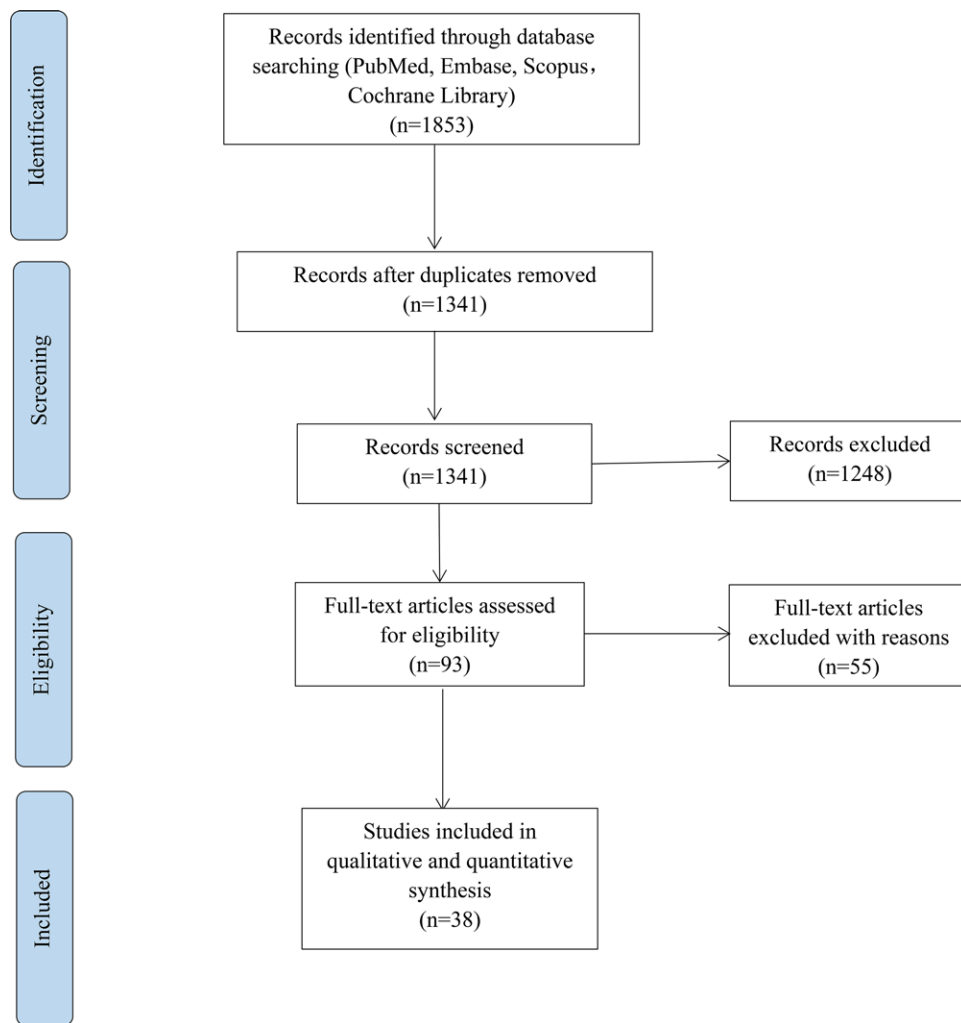 Identification
Records identified through database
searching (PubMed, Embase, Scopus，
Cochrane Library)
(n=1853)
Screening
Records after duplicates removed
(n=1341)
Records screened
(n=1341)
Records excluded
(n=1248)
Eligibility
Full-text articles assessed
for eligibility
(n=93)
Full-text articles
excluded with reasons
(n=55)
Included
Studies included in
qualitative and quantitative
synthesis
(n=38)